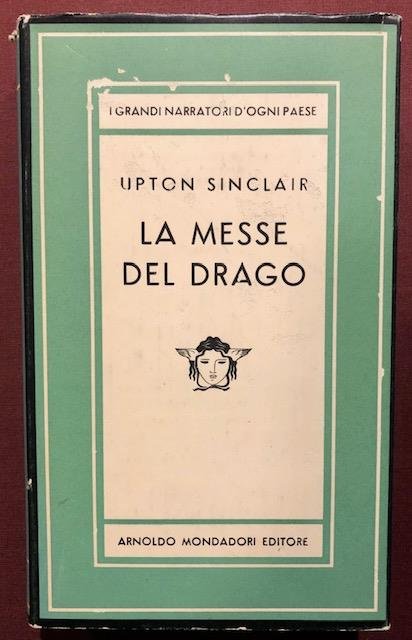 I GRANDI NARRATORI D'OGNI PAESE
UPTON SINCLAIR
LA MESSE
DEL DRAGO
ARNOLDO MONDADORI EDITORE